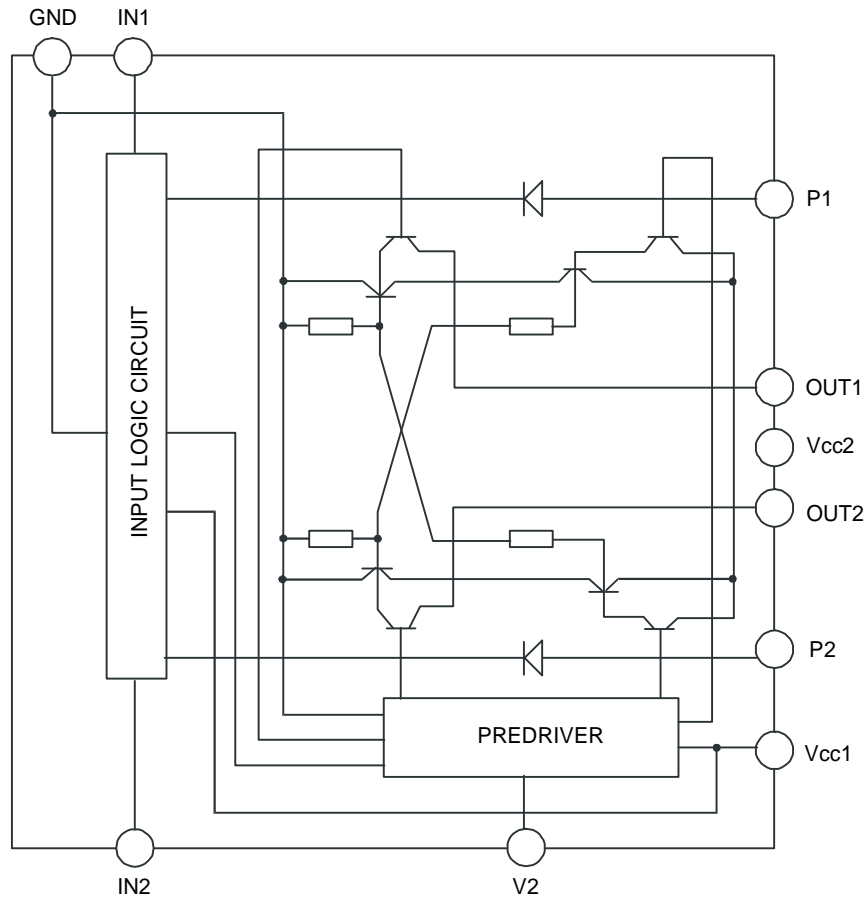 GND
IN1
P1
INPUT LOGIC CIRCUIT
OUT1
Vcc2
OUT2
P2
PREDRIVER
Vcc1
IN2
V2